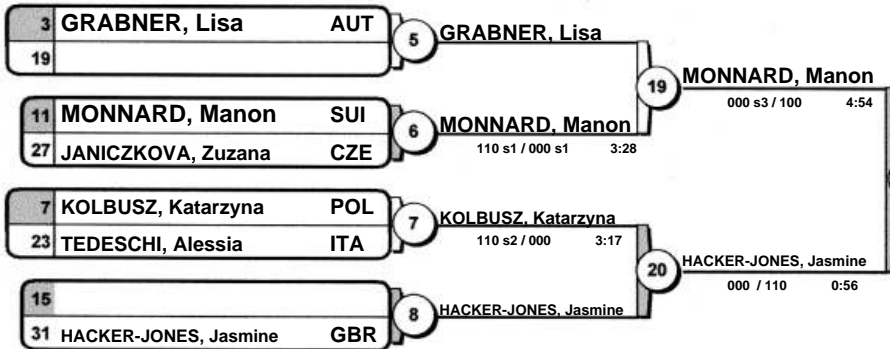 3 GRABNER, Lisa AUT
19
5 GRABNER, Lisa
11 MONNARD, Manon SUI
27 JANICZKOVA, Zuzana CZE
6 MONNARD, Manon
110 s1 / 000 s1 3:28
19 MONNARD, Manon
000 s3 / 100 4:54
7 KOLBUSZ, Katarzyna POL
23 TEDESCHI, Alessia ITA
7 KOLBUSZ, Katarzyna
110 s2 / 000 3:17
15
31 HACKER-JONES, Jasmine GBR
8 HACKER-JONES, Jasmine
20 HACKER-JONES, Jasmine
000 / 110 0:56